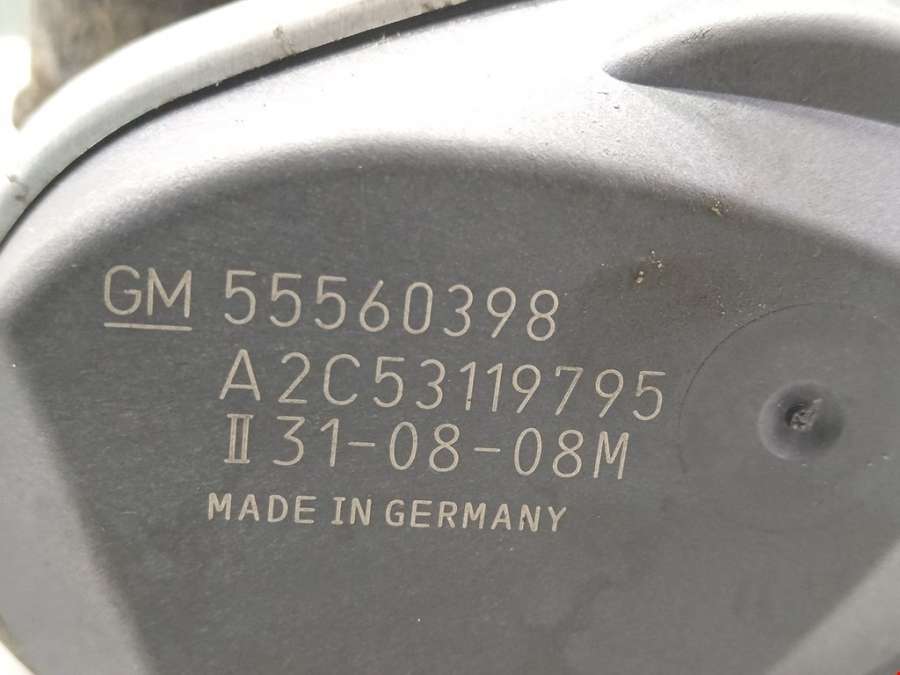 GM 55560398
A2C53119795
II 31-08-08M
MADE IN GERMANY